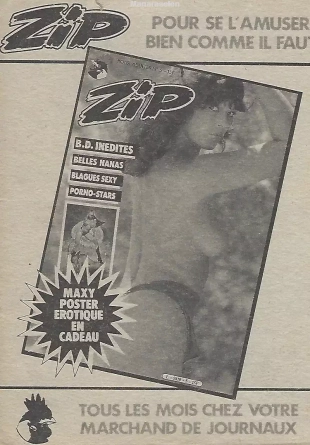 ZIP
POUR SE L'AMUSER
BIEN COMME IL FAUT
ZIP
B.D. INEDITES
BELLES NANAS
BLAGUES SEXY
PORNO-STARS
MAXY
POSTER
EROTIQUE
EN
CADEAU
TOUS LES MOIS CHEZ VOTRE
MARCHAND DE JOURNAUX